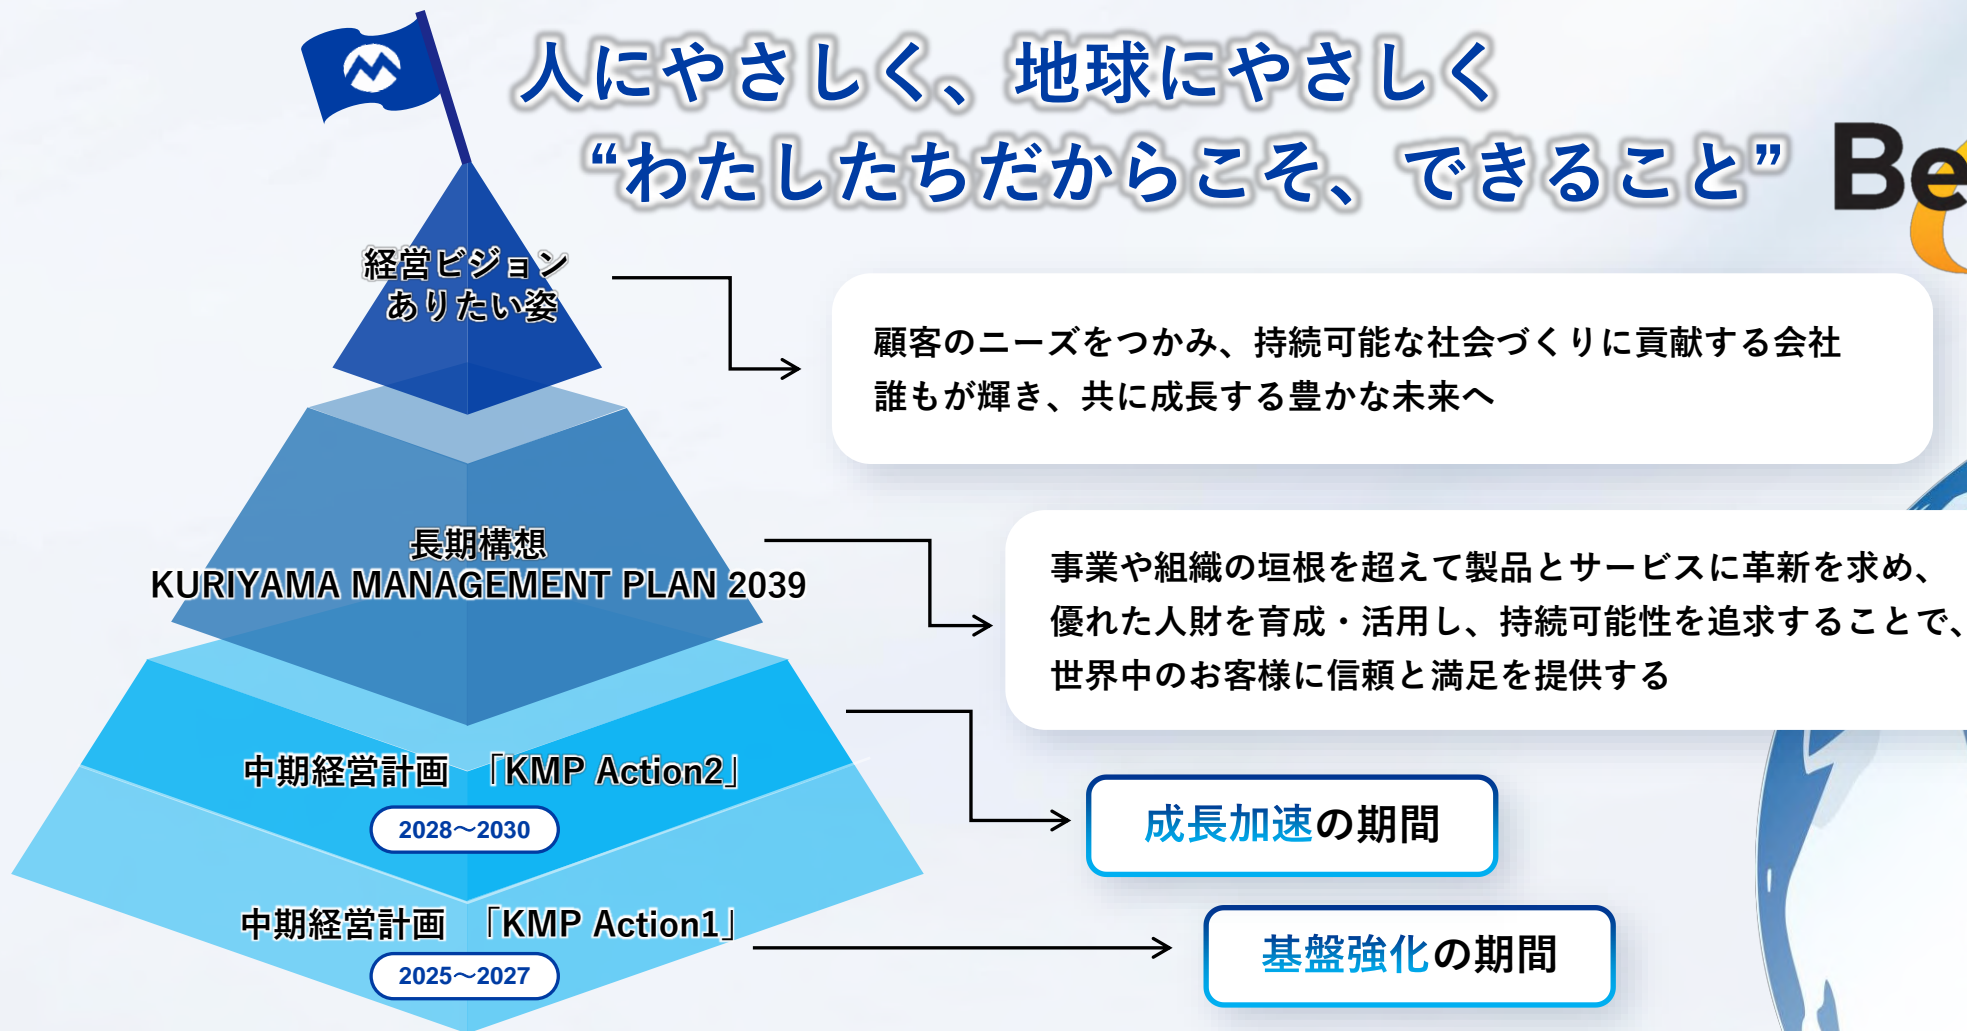 人にやさしく、地球にやさしく
“わたしたちだからこそ、できること”
経営ビジョン
ありたい姿
顧客のニーズをつかみ、持続可能な社会づくりに貢献する会社
誰もが輝き、共に成長する豊かな未来へ
長期構想
KURIYAMA MANAGEMENT PLAN 2039
事業や組織の垣根を超えて製品とサービスに革新を求め、
優れた人財を育成・活用し、持続可能性を追求することで、
世界中のお客様に信頼と満足を提供する
中期経営計画 「KMP Action2」
2028～2030
成長加速の期間
中期経営計画 「KMP Action1」
2025～2027
基盤強化の期間